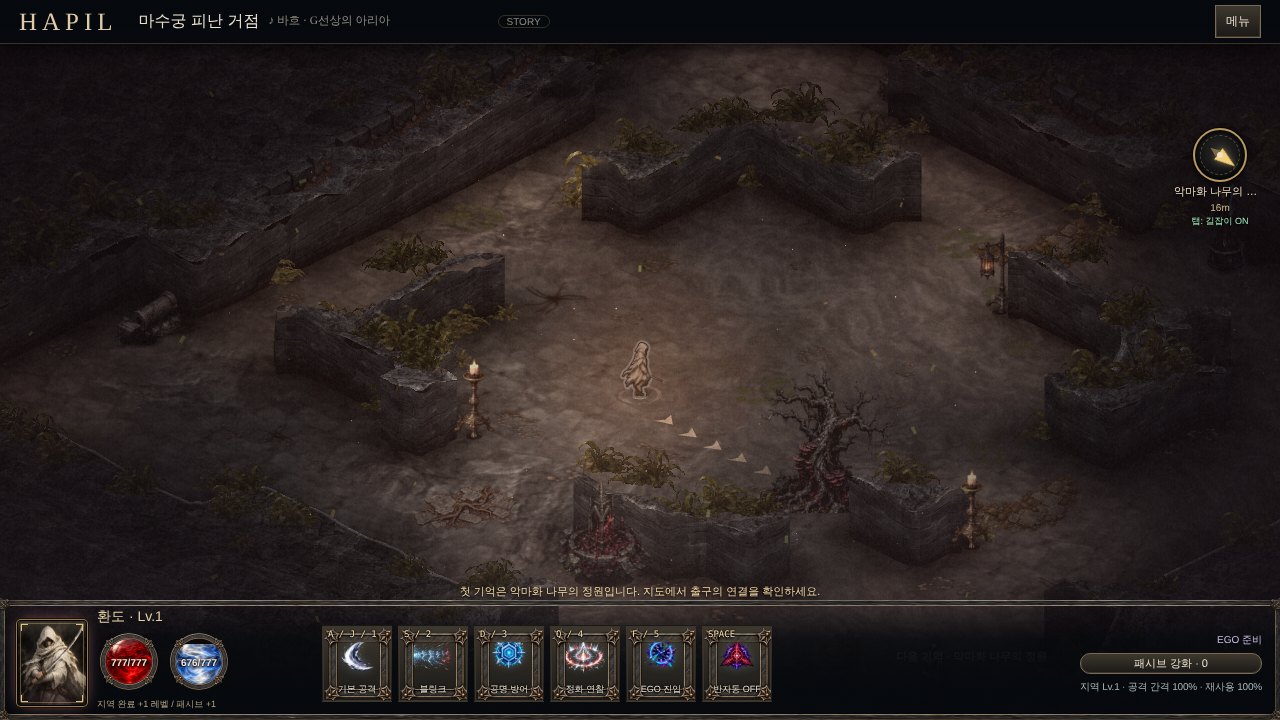 HAPIL 마수궁 피난 거점 ♪ 바흐 · G선상의 아리아 STORY 메뉴
악마화 나무의 …
16m
탭: 길잡이 ON
첫 기억은 악마화 나무의 정원입니다. 지도에서 출구의 연결을 확인하세요.
환도 · Lv.1
777/777 676/777
지역 완료 +1 레벨 / 패시브 +1
A / J / 1 S / 2 D / 3 Q / 4 F / 5 SPACE
기본 공격 블링크 공명 방어 정화 연참 EGO 진입 반자동 OFF
EGO 준비
패시브 강화 · 0
지역 Lv.1 · 공격 간격 100% · 재사용 100%